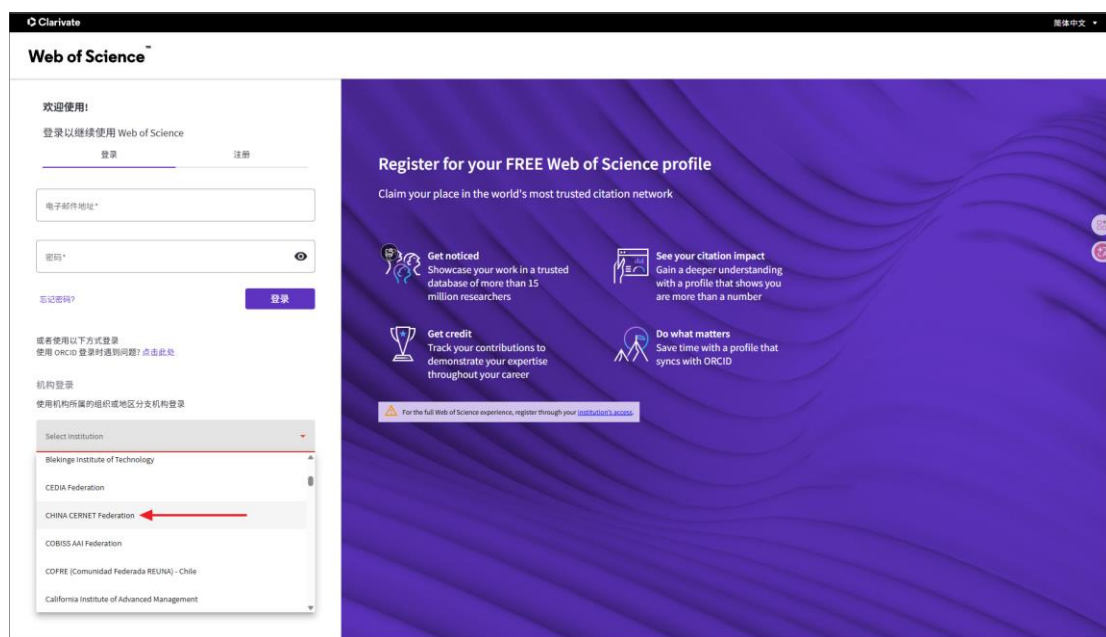 Clarivate
简体中文
Web of Science™
欢迎使用!
登录以继续使用 Web of Science
登录
注册
电子邮件地址*
密码*
忘记密码?
登录
或者使用以下方式登录
使用 ORCID 登录时遇到问题? 点击此处
机构登录
使用机构所属的组织或地区分支机构登录
Select institution
Blekinge Institute of Technology
CEDIA Federation
CHINA CERNET Federation
COBISS AAI Federation
COFRE (Comunidad Federada REUNA) - Chile
California Institute of Advanced Management
Register for your FREE Web of Science profile
Claim your place in the world's most trusted citation network
Get noticed
Showcase your work in a trusted
database of more than 15
million researchers
See your citation impact
Gain a deeper understanding
with a profile that shows you
are more than a number
Get credit
Track your contributions to
demonstrate your expertise
throughout your career
Do what matters
Save time with a profile that
syncs with ORCID
For the full Web of Science experience, register through your institution's access.